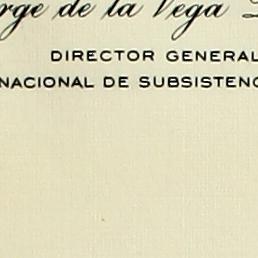 rge de la Vega
DIRECTOR GENERAL
NACIONAL DE SUBSISTENC